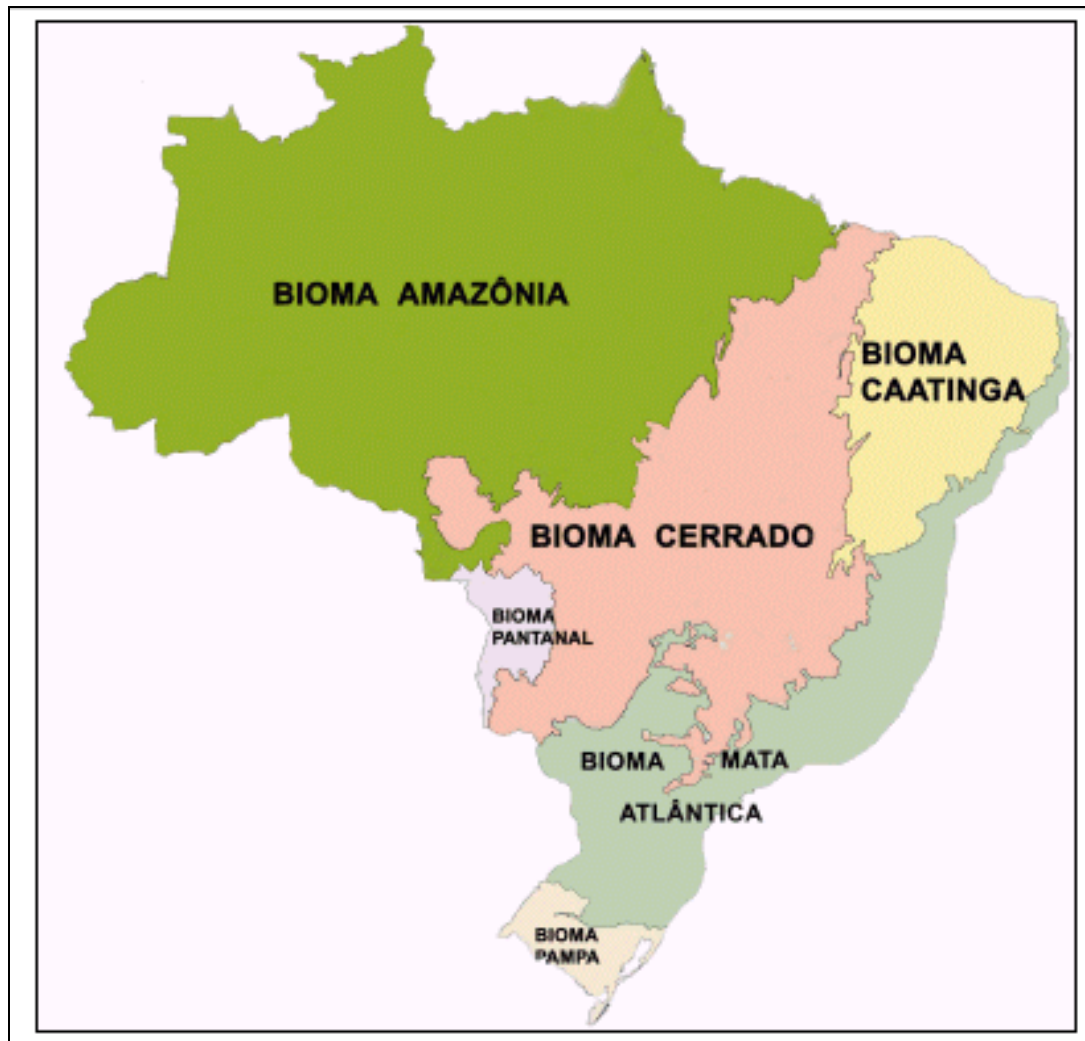 BIOMA AMAZÔNIA
BIOMA
CAATINGA
BIOMA CERRADO
BIOMA
PANTANAL
BIOMA MATA
ATLÂNTICA
BIOMA
PAMPA